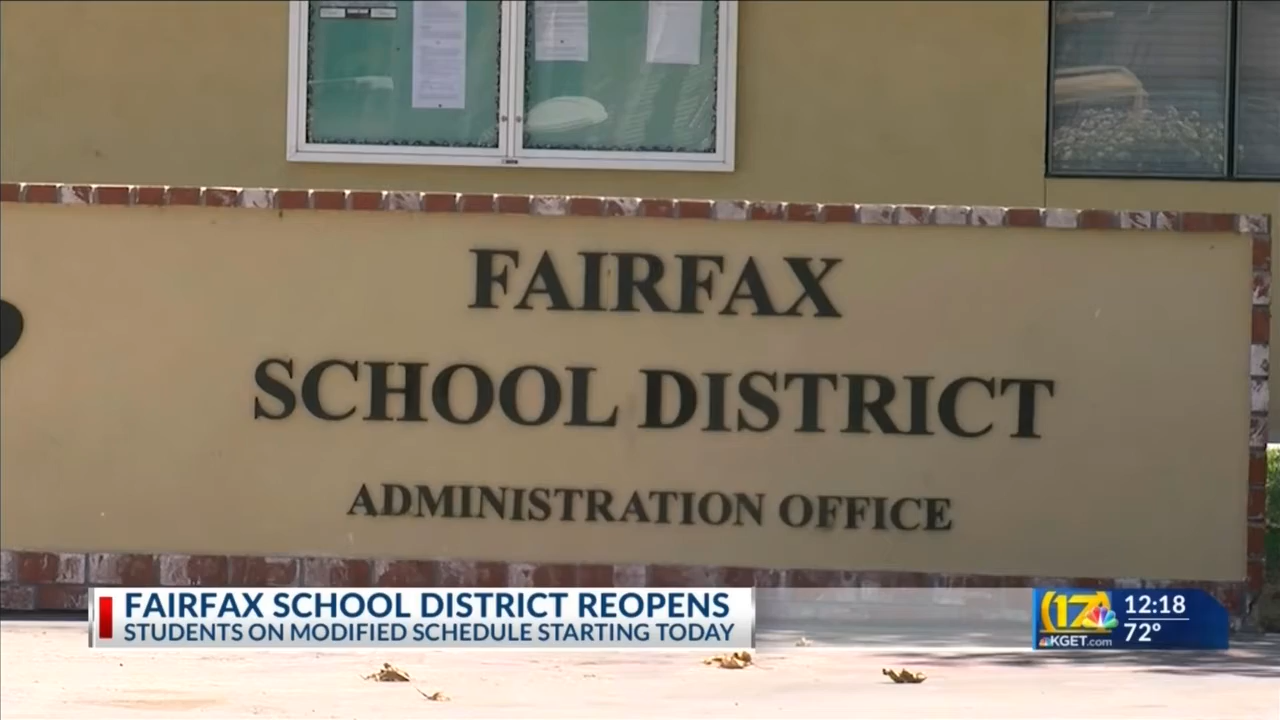 FAIRFAX
SCHOOL DISTRICT
ADMINISTRATION OFFICE
FAIRFAX SCHOOL DISTRICT REOPENS
STUDENTS ON MODIFIED SCHEDULE STARTING TODAY
17
KGET.com
12:18
72°